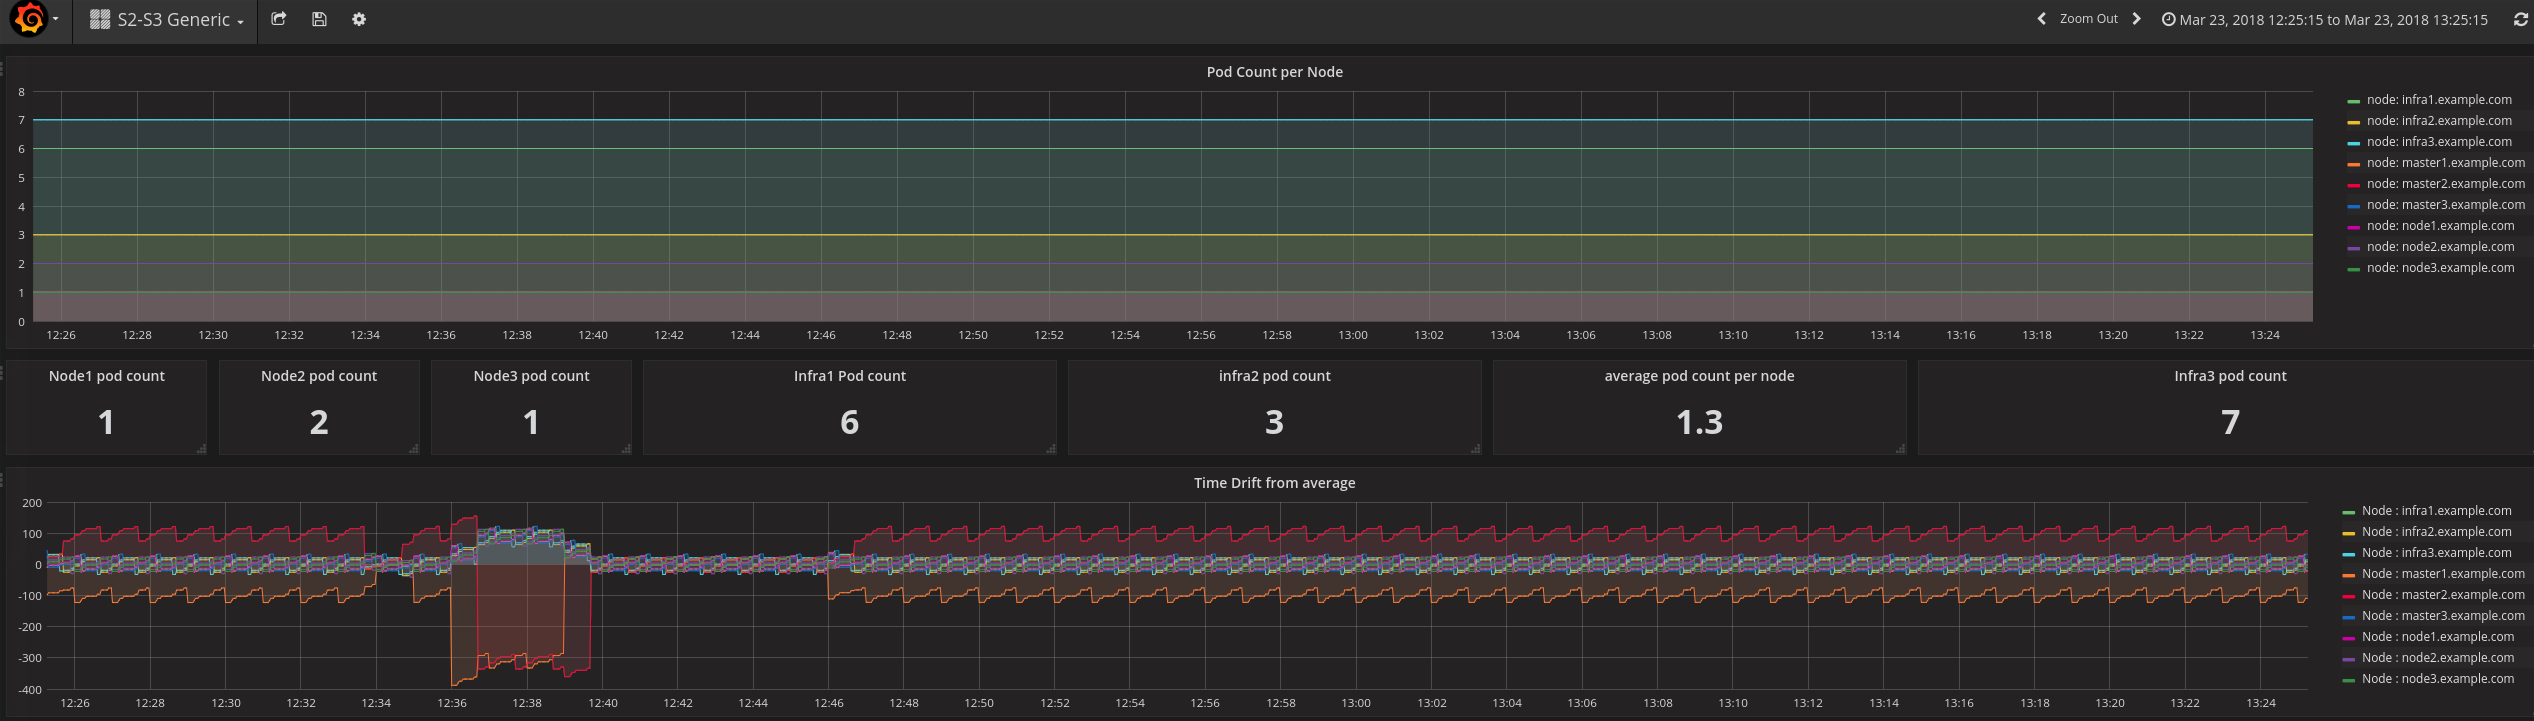 S2-S3 Generic
Zoom Out
Mar 23, 2018 12:25:15 to Mar 23, 2018 13:25:15
Pod Count per Node
8
7
6
5
4
3
2
1
0
12:26 12:28 12:30 12:32 12:34 12:36 12:38 12:40 12:42 12:44 12:46 12:48 12:50 12:52 12:54 12:56 12:58 13:00 13:02 13:04 13:06 13:08 13:10 13:12 13:14 13:16 13:18 13:20 13:22 13:24
node: infra1.example.com
node: infra2.example.com
node: infra3.example.com
node: master1.example.com
node: master2.example.com
node: master3.example.com
node: node1.example.com
node: node2.example.com
node: node3.example.com
Node1 pod count
1
Node2 pod count
2
Node3 pod count
1
Infra1 Pod count
6
infra2 pod count
3
average pod count per node
1.3
Infra3 pod count
7
Time Drift from average
200
100
0
-100
-200
-300
-400
12:26 12:28 12:30 12:32 12:34 12:36 12:38 12:40 12:42 12:44 12:46 12:48 12:50 12:52 12:54 12:56 12:58 13:00 13:02 13:04 13:06 13:08 13:10 13:12 13:14 13:16 13:18 13:20 13:22 13:24
Node : infra1.example.com
Node : infra2.example.com
Node : infra3.example.com
Node : master1.example.com
Node : master2.example.com
Node : master3.example.com
Node : node1.example.com
Node : node2.example.com
Node : node3.example.com